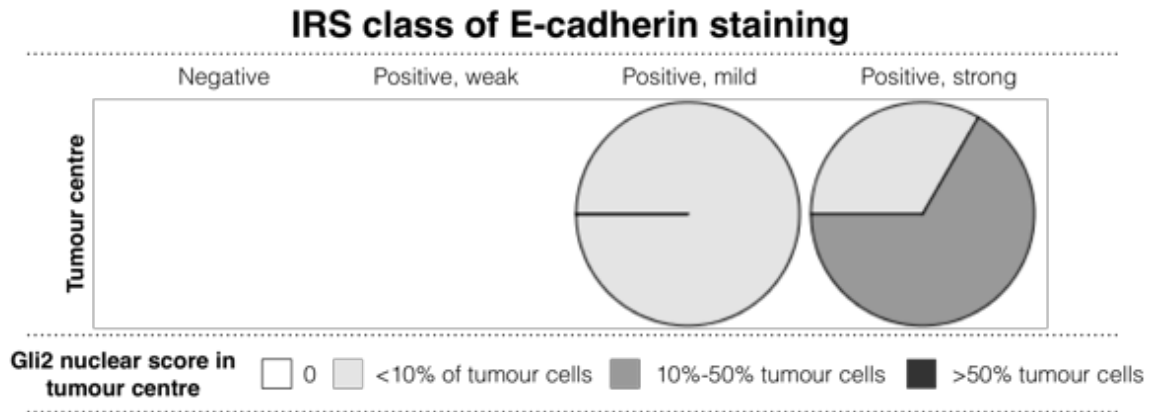 IRS class of E-cadherin staining
Negative Positive, weak Positive, mild Positive, strong
Tumour centre
Gli2 nuclear score in
tumour centre
0 <10% of tumour cells 10%-50% tumour cells >50% tumour cells